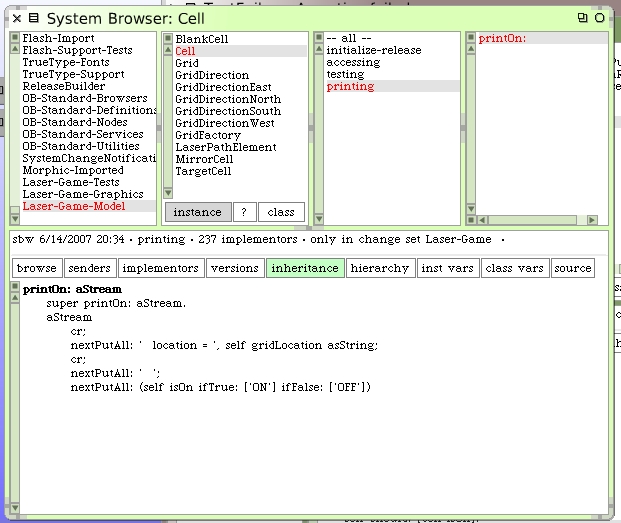 System Browser: Cell
Flash-Import
Flash-Support-Tests
TrueType-Fonts
TrueType-Support
ReleaseBuilder
OB-Standard-Browsers
OB-Standard-Definitions
OB-Standard-Nodes
OB-Standard-Services
OB-Standard-Utilities
SystemChangeNotificati
Morphic-Imported
Laser-Game-Tests
Laser-Game-Graphics
Laser-Game-Model
BlankCell
Cell
Grid
GridDirection
GridDirectionEast
GridDirectionNorth
GridDirectionSouth
GridDirectionWest
GridFactory
LaserPathElement
MirrorCell
TargetCell
instance ? class
-- all --
initialize-release
accessing
testing
printing
printOn:
sbw 6/14/2007 20:34 · printing · 237 implementors · only in change set Laser-Game ·
browse senders implementors versions inheritance hierarchy inst vars class vars source
printOn: aStream
super printOn: aStream.
aStream
cr;
nextPutAll: '   location = ', self gridLocation asString;
cr;
nextPutAll: '   ';
nextPutAll: (self isOn ifTrue: ['ON'] ifFalse: ['OFF'])